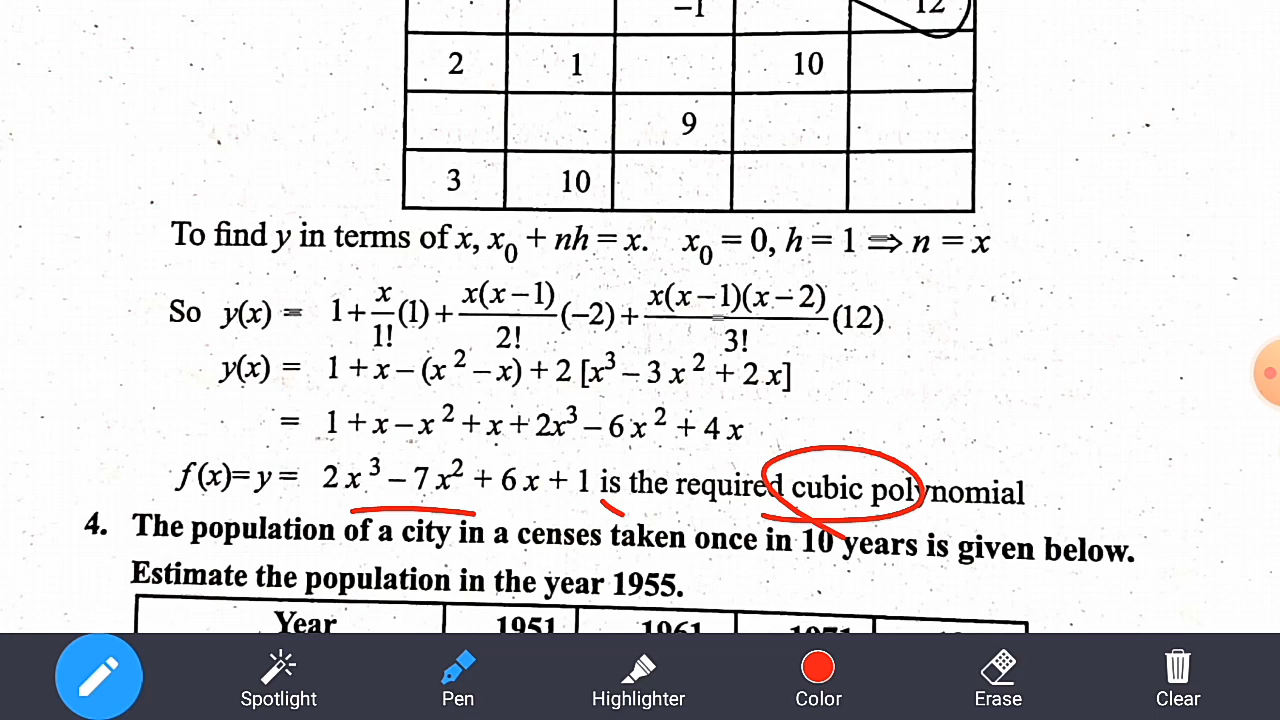 -1 12
2 1 10
9
3 10
To find y in terms of x, x₀ + nh = x. x₀ = 0, h = 1 ⇒ n = x
So y(x) = 1 + x/1! (1) + x(x−1)/2! (−2) + x(x−1)(x−2)/3! (12)
y(x) = 1 + x − (x² − x) + 2 [x³ − 3x² + 2x]
= 1 + x − x² + x + 2x³ − 6x² + 4x
f(x) = y = 2x³ − 7x² + 6x + 1 is the required cubic polynomial
4. The population of a city in a censes taken once in 10 years is given below.
Estimate the population in the year 1955.
Year 1951 1961 1971
Spotlight Pen Highlighter Color Erase Clear